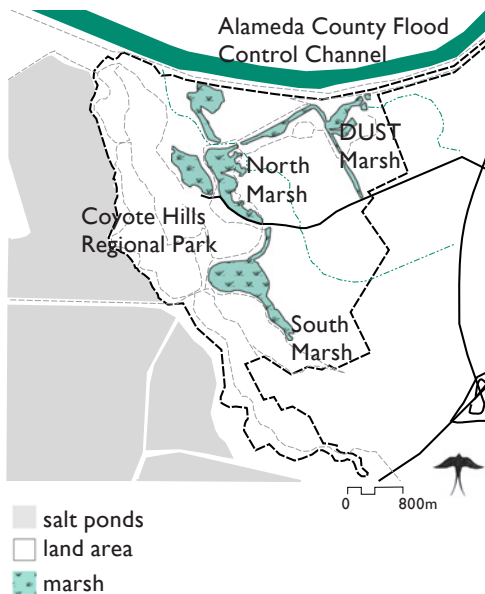 Alameda County Flood
Control Channel
DUST
Marsh
North
Marsh
Coyote Hills
Regional Park
South
Marsh
0 800m
salt ponds
land area
marsh